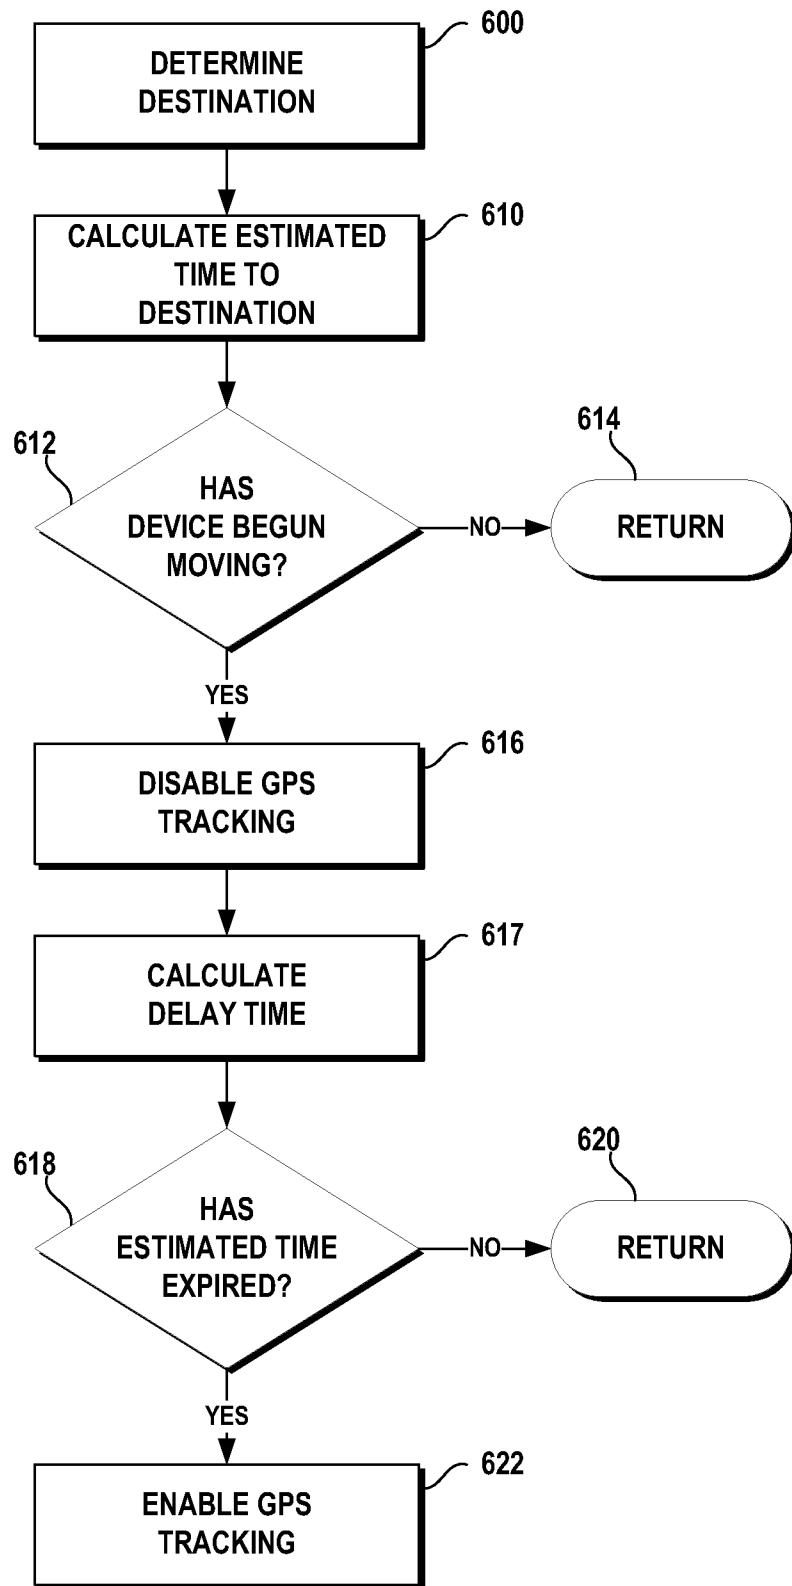 600
DETERMINE
DESTINATION
610
CALCULATE ESTIMATED
TIME TO
DESTINATION
612
HAS
DEVICE BEGUN
MOVING?
NO
614
RETURN
YES
616
DISABLE GPS
TRACKING
617
CALCULATE
DELAY TIME
618
HAS
ESTIMATED TIME
EXPIRED?
NO
620
RETURN
YES
622
ENABLE GPS
TRACKING